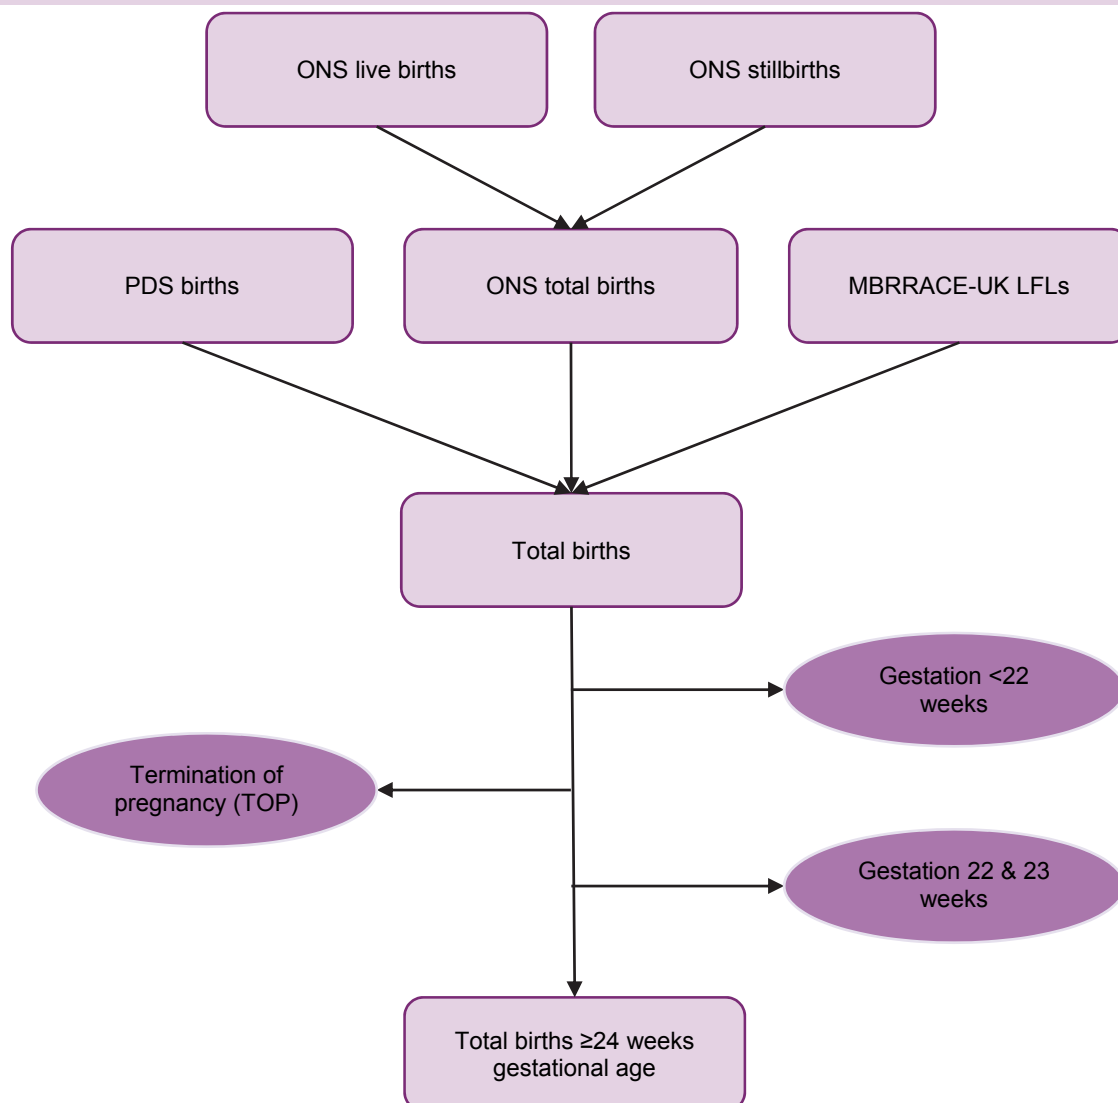 ONS live births
ONS stillbirths
PDS births
ONS total births
MBRRACE-UK LFLs
Total births
Gestation <22
weeks
Termination of
pregnancy (TOP)
Gestation 22 & 23
weeks
Total births ≥24 weeks
gestational age